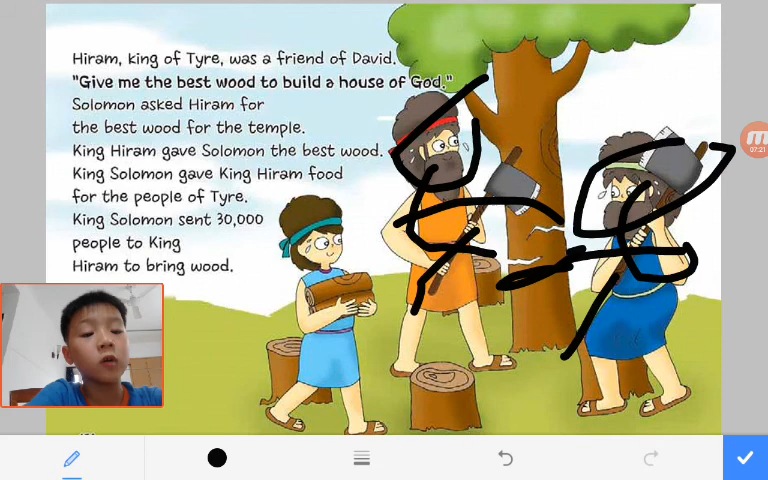 Hiram, king of Tyre, was a friend of David.
"Give me the best wood to build a house of God."
Solomon asked Hiram for
the best wood for the temple.
King Hiram gave Solomon the best wood.
King Solomon gave King Hiram food
for the people of Tyre.
King Solomon sent 30,000
people to King
Hiram to bring wood.
07:21